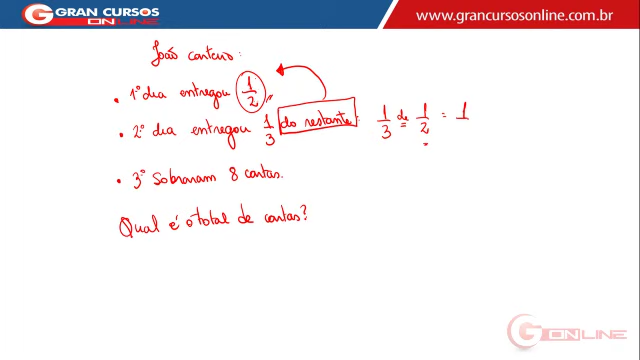 GRAN CURSOS
ONLINE
www.grancursosonline.com.br
João carteiro:
• 1º dia entregou 1/2
• 2º dia entregou 1/3 do restante: 1/3 de 1/2 = 1
• 3º Sobraram 8 cartas.
Qual é o total de cartas?
G ONLINE